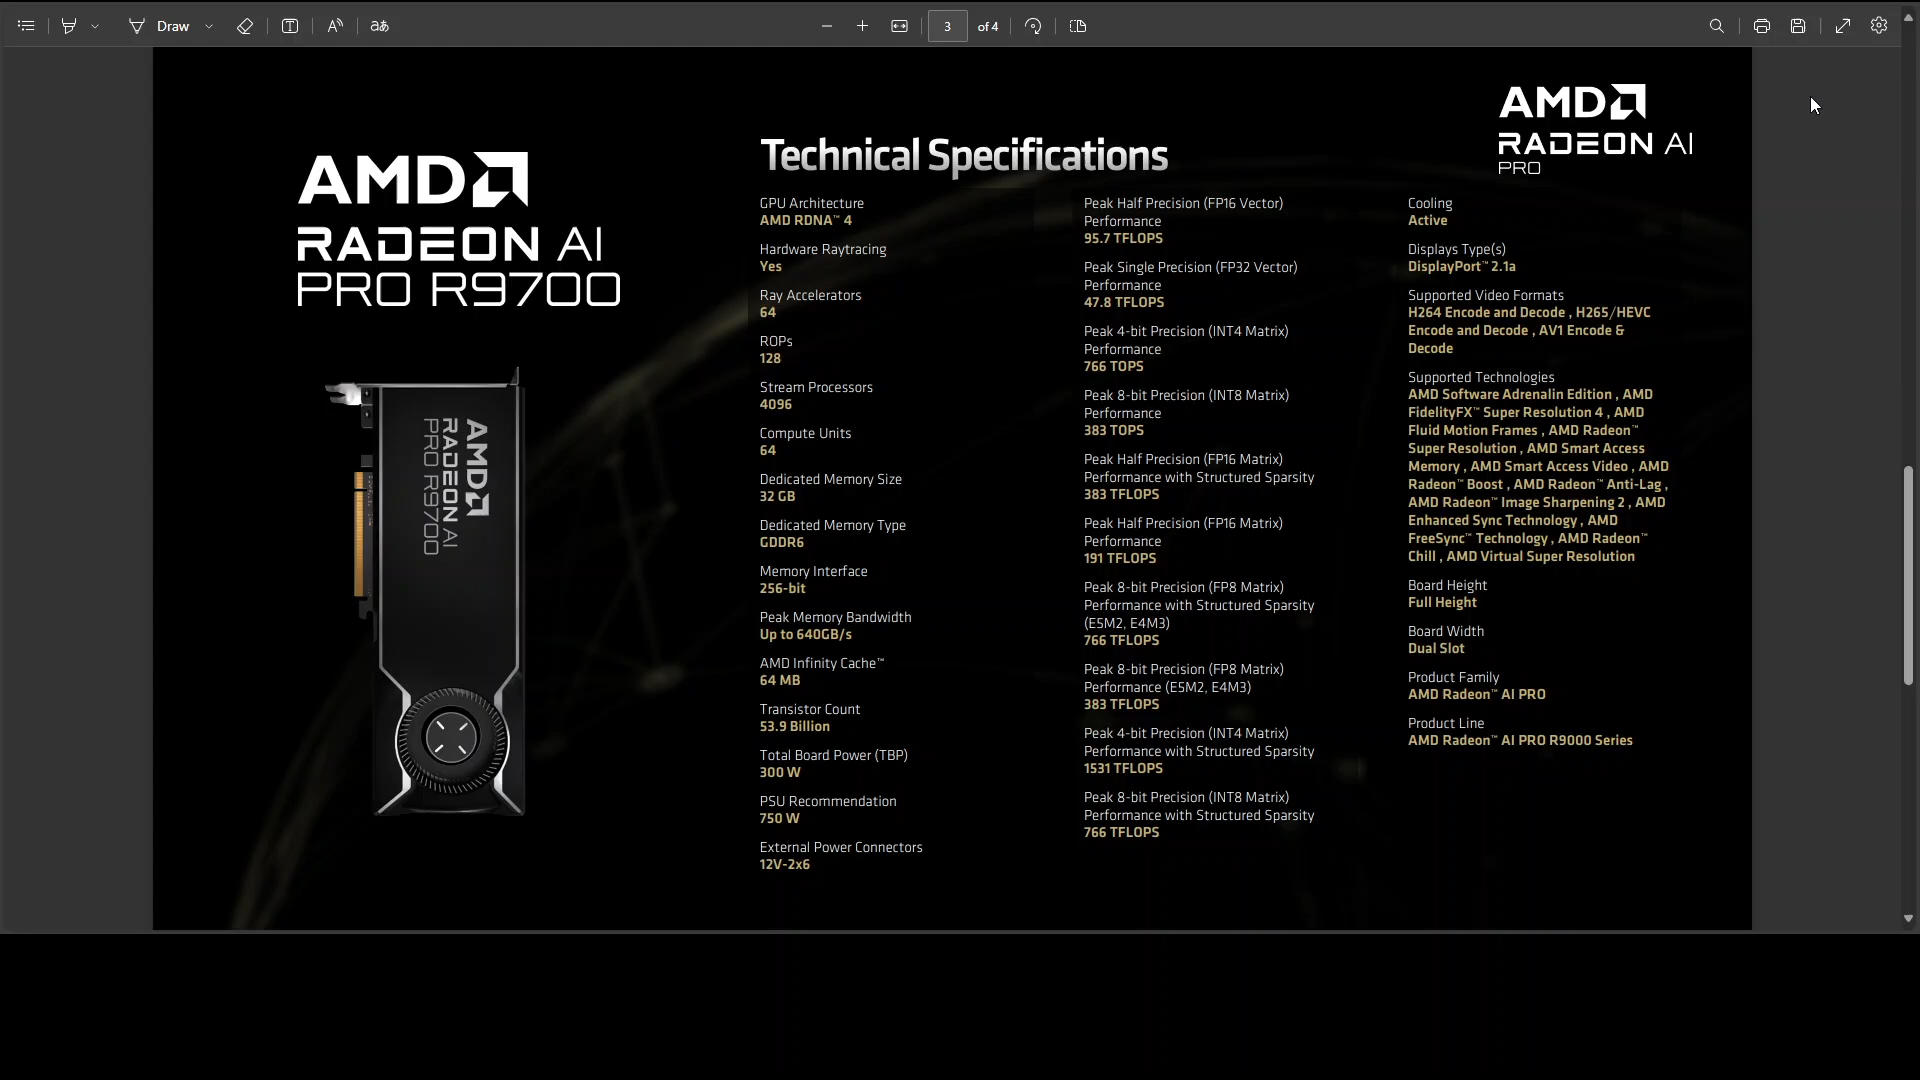 Draw
3
of 4
AMD
RADEON AI
PRO
AMD
RADEON AI
PRO R9700
AMD
RADEON AI
PRO R9700
Technical Specifications
GPU Architecture
AMD RDNA™ 4
Hardware Raytracing
Yes
Ray Accelerators
64
ROPs
128
Stream Processors
4096
Compute Units
64
Dedicated Memory Size
32 GB
Dedicated Memory Type
GDDR6
Memory Interface
256-bit
Peak Memory Bandwidth
Up to 640GB/s
AMD Infinity Cache™
64 MB
Transistor Count
53.9 Billion
Total Board Power (TBP)
300 W
PSU Recommendation
750 W
External Power Connectors
12V-2x6
Peak Half Precision (FP16 Vector)
Performance
95.7 TFLOPS
Peak Single Precision (FP32 Vector)
Performance
47.8 TFLOPS
Peak 4-bit Precision (INT4 Matrix)
Performance
766 TOPS
Peak 8-bit Precision (INT8 Matrix)
Performance
383 TOPS
Peak Half Precision (FP16 Matrix)
Performance with Structured Sparsity
383 TFLOPS
Peak Half Precision (FP16 Matrix)
Performance
191 TFLOPS
Peak 8-bit Precision (FP8 Matrix)
Performance with Structured Sparsity
(E5M2, E4M3)
766 TFLOPS
Peak 8-bit Precision (FP8 Matrix)
Performance (E5M2, E4M3)
383 TFLOPS
Peak 4-bit Precision (INT4 Matrix)
Performance with Structured Sparsity
1531 TFLOPS
Peak 8-bit Precision (INT8 Matrix)
Performance with Structured Sparsity
766 TFLOPS
Cooling
Active
Displays Type(s)
DisplayPort™ 2.1a
Supported Video Formats
H264 Encode and Decode , H265/HEVC
Encode and Decode , AV1 Encode &
Decode
Supported Technologies
AMD Software Adrenalin Edition , AMD
FidelityFX™ Super Resolution 4 , AMD
Fluid Motion Frames , AMD Radeon™
Super Resolution , AMD Smart Access
Memory , AMD Smart Access Video , AMD
Radeon™ Boost , AMD Radeon™ Anti-Lag ,
AMD Radeon™ Image Sharpening 2 , AMD
Enhanced Sync Technology , AMD
FreeSync™ Technology , AMD Radeon™
Chill , AMD Virtual Super Resolution
Board Height
Full Height
Board Width
Dual Slot
Product Family
AMD Radeon™ AI PRO
Product Line
AMD Radeon™ AI PRO R9000 Series